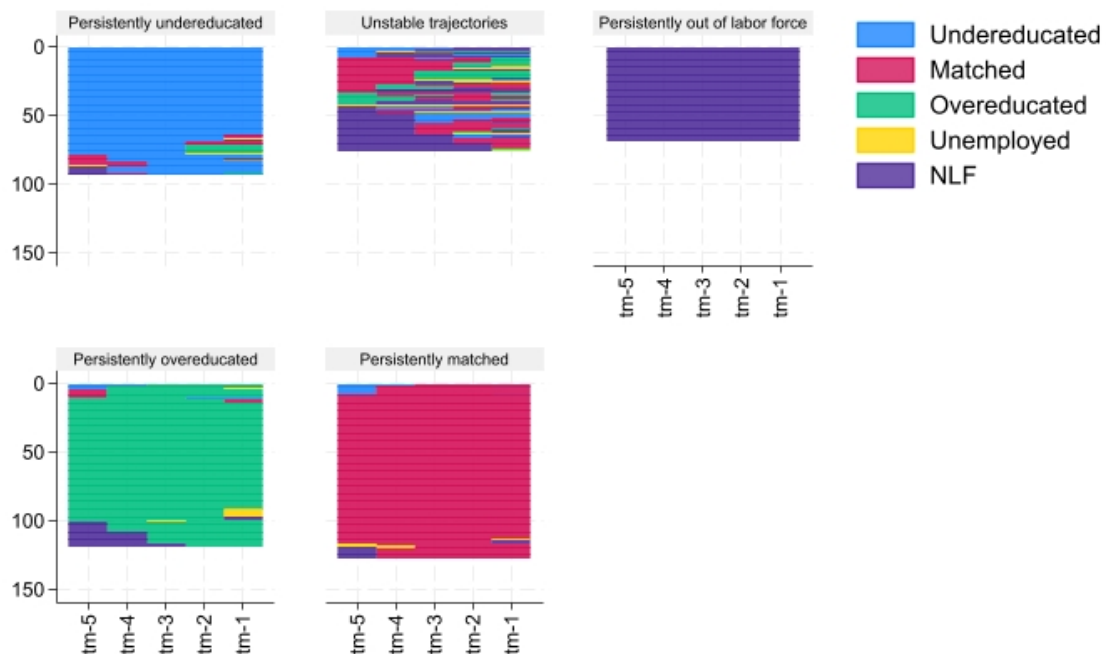 Persistently undereducated
Unstable trajectories
Persistently out of labor force
0
50
100
150
tm-5
tm-4
tm-3
tm-2
tm-1
Undereducated
Matched
Overeducated
Unemployed
NLF
Persistently overeducated
Persistently matched
0
50
100
150
tm-5
tm-4
tm-3
tm-2
tm-1
tm-5
tm-4
tm-3
tm-2
tm-1